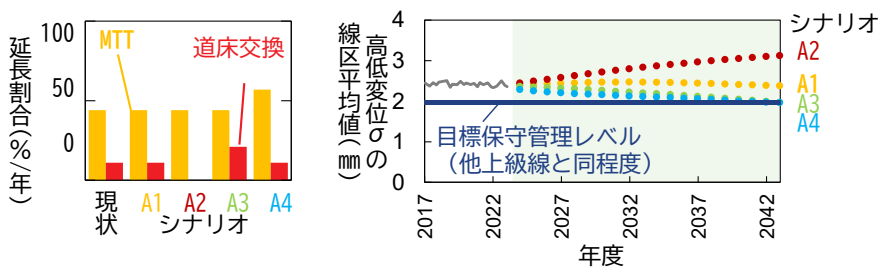 延長割合(%/年)
100
50
0
MTT
道床交換
現状
A1
A2
A3
A4
シナリオ
高低変位σの
線区平均値(㎜)
4
3
2
1
0
目標保守管理レベル
(他上級線と同程度)
2017
2022
2027
2032
2037
2042
年度
シナリオ
A2
A1
A3
A4